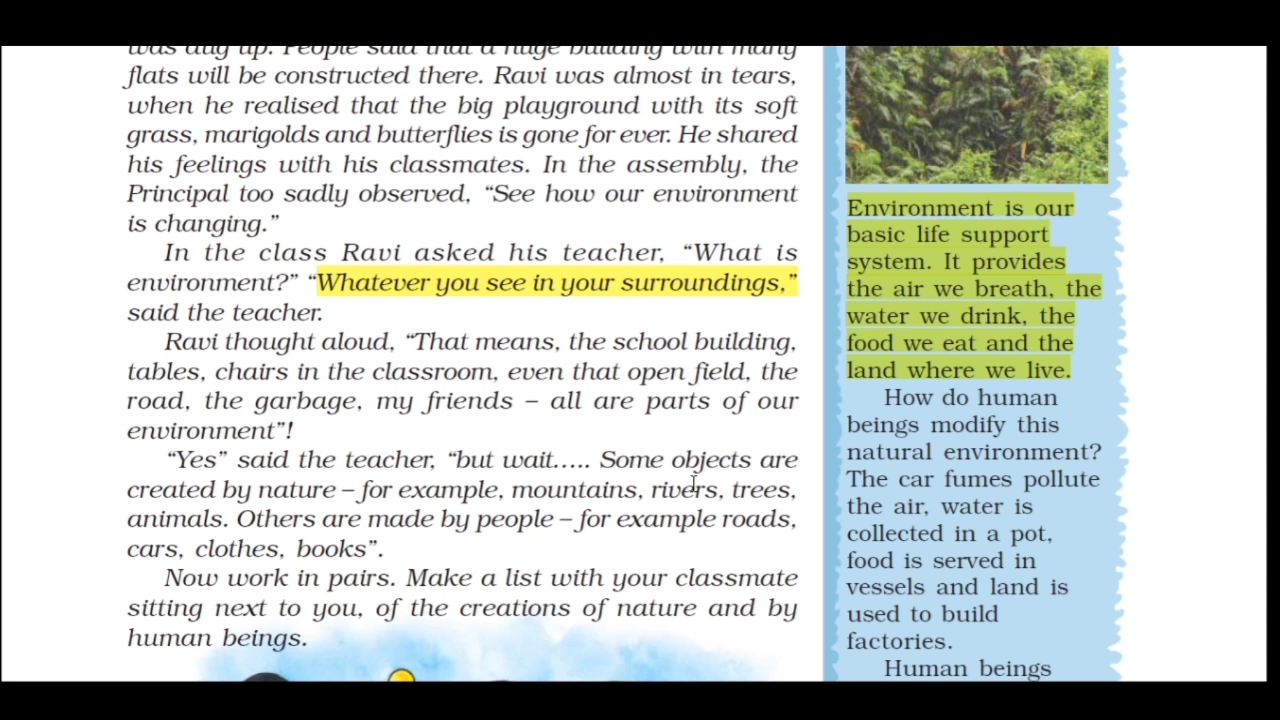 was dug up. People said that a huge building with many
flats will be constructed there. Ravi was almost in tears,
when he realised that the big playground with its soft
grass, marigolds and butterflies is gone for ever. He shared
his feelings with his classmates. In the assembly, the
Principal too sadly observed, “See how our environment
is changing.”
In the class Ravi asked his teacher, “What is
environment?” “Whatever you see in your surroundings,”
said the teacher.
Ravi thought aloud, “That means, the school building,
tables, chairs in the classroom, even that open field, the
road, the garbage, my friends – all are parts of our
environment”!
“Yes” said the teacher, “but wait….. Some objects are
created by nature – for example, mountains, rivers, trees,
animals. Others are made by people – for example roads,
cars, clothes, books”.
Now work in pairs. Make a list with your classmate
sitting next to you, of the creations of nature and by
human beings.
Environment is our
basic life support
system. It provides
the air we breath, the
water we drink, the
food we eat and the
land where we live.
How do human
beings modify this
natural environment?
The car fumes pollute
the air, water is
collected in a pot,
food is served in
vessels and land is
used to build
factories.
Human beings